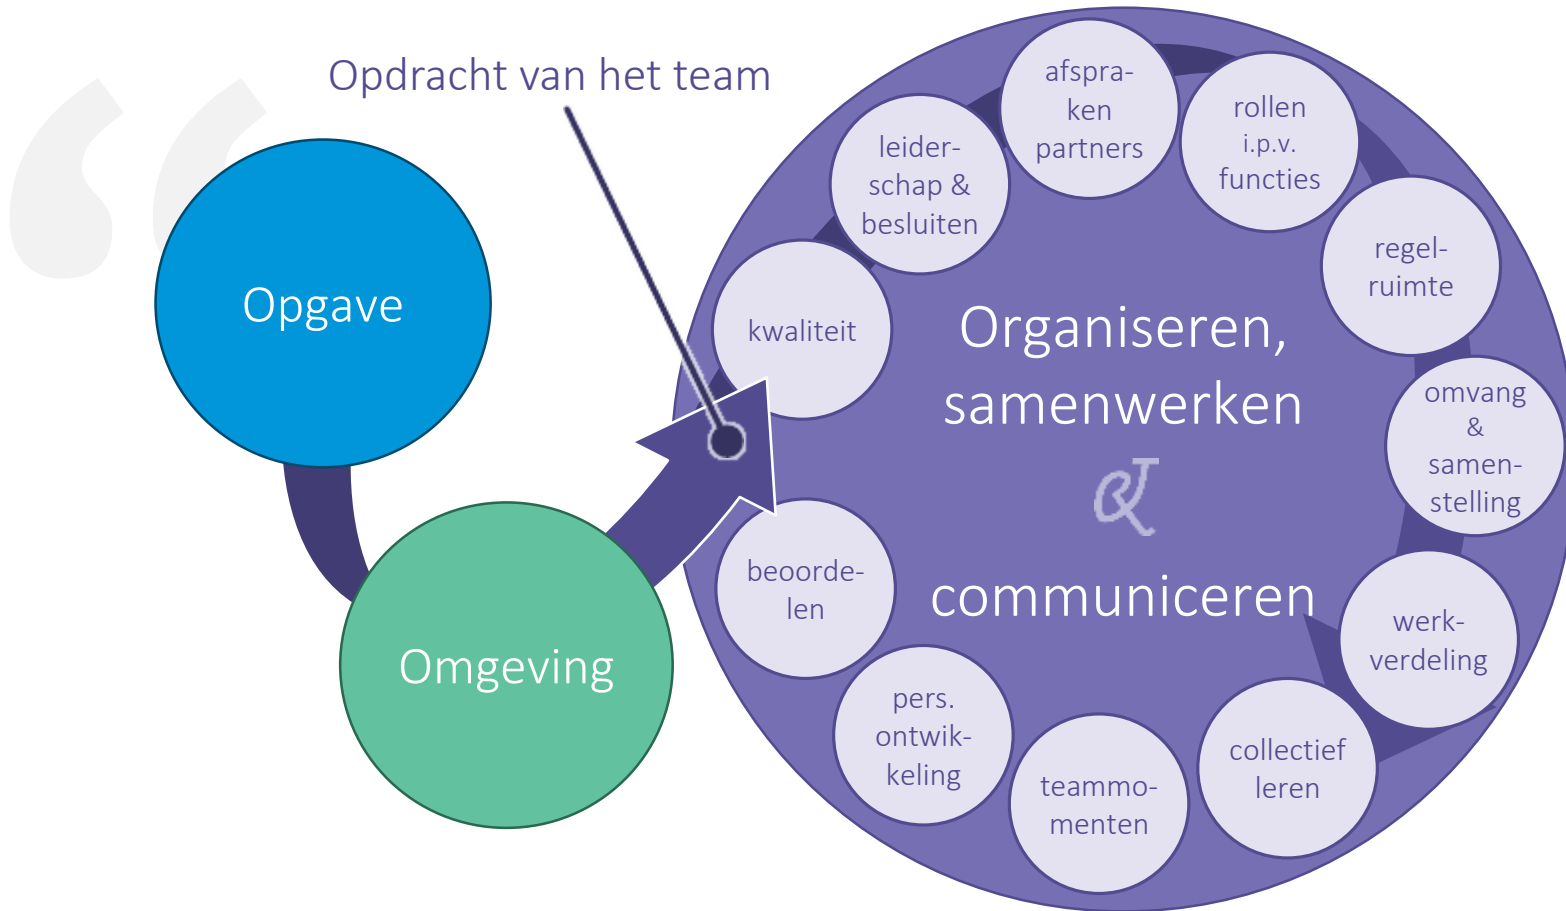 Opdracht van het team
Opgave
Omgeving
kwaliteit
leider-
schap &
besluiten
afspra-
ken
partners
rollen
i.p.v.
functies
regel-
ruimte
omvang
&
samen-
stelling
werk-
verdeling
collectief
leren
teammo-
menten
pers.
ontwik-
keling
beoorde-
len
Organiseren,
samenwerken
&
communiceren